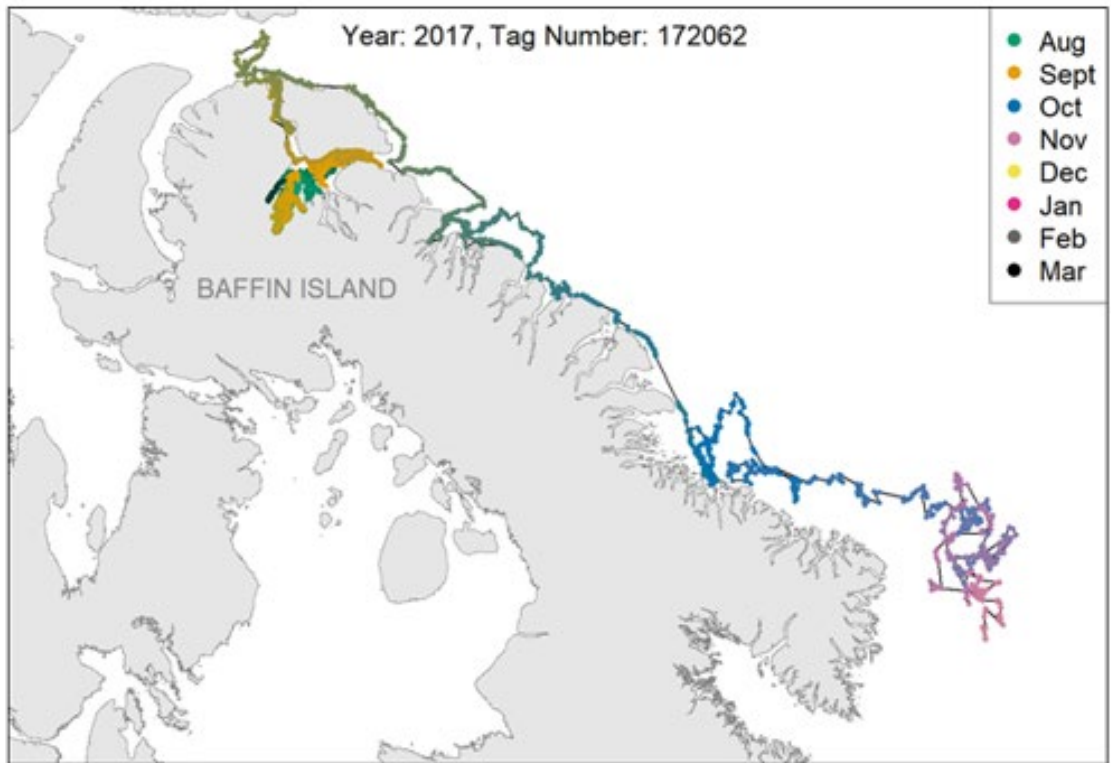 Year: 2017, Tag Number: 172062
Aug
Sept
Oct
Nov
Dec
Jan
Feb
Mar
BAFFIN ISLAND